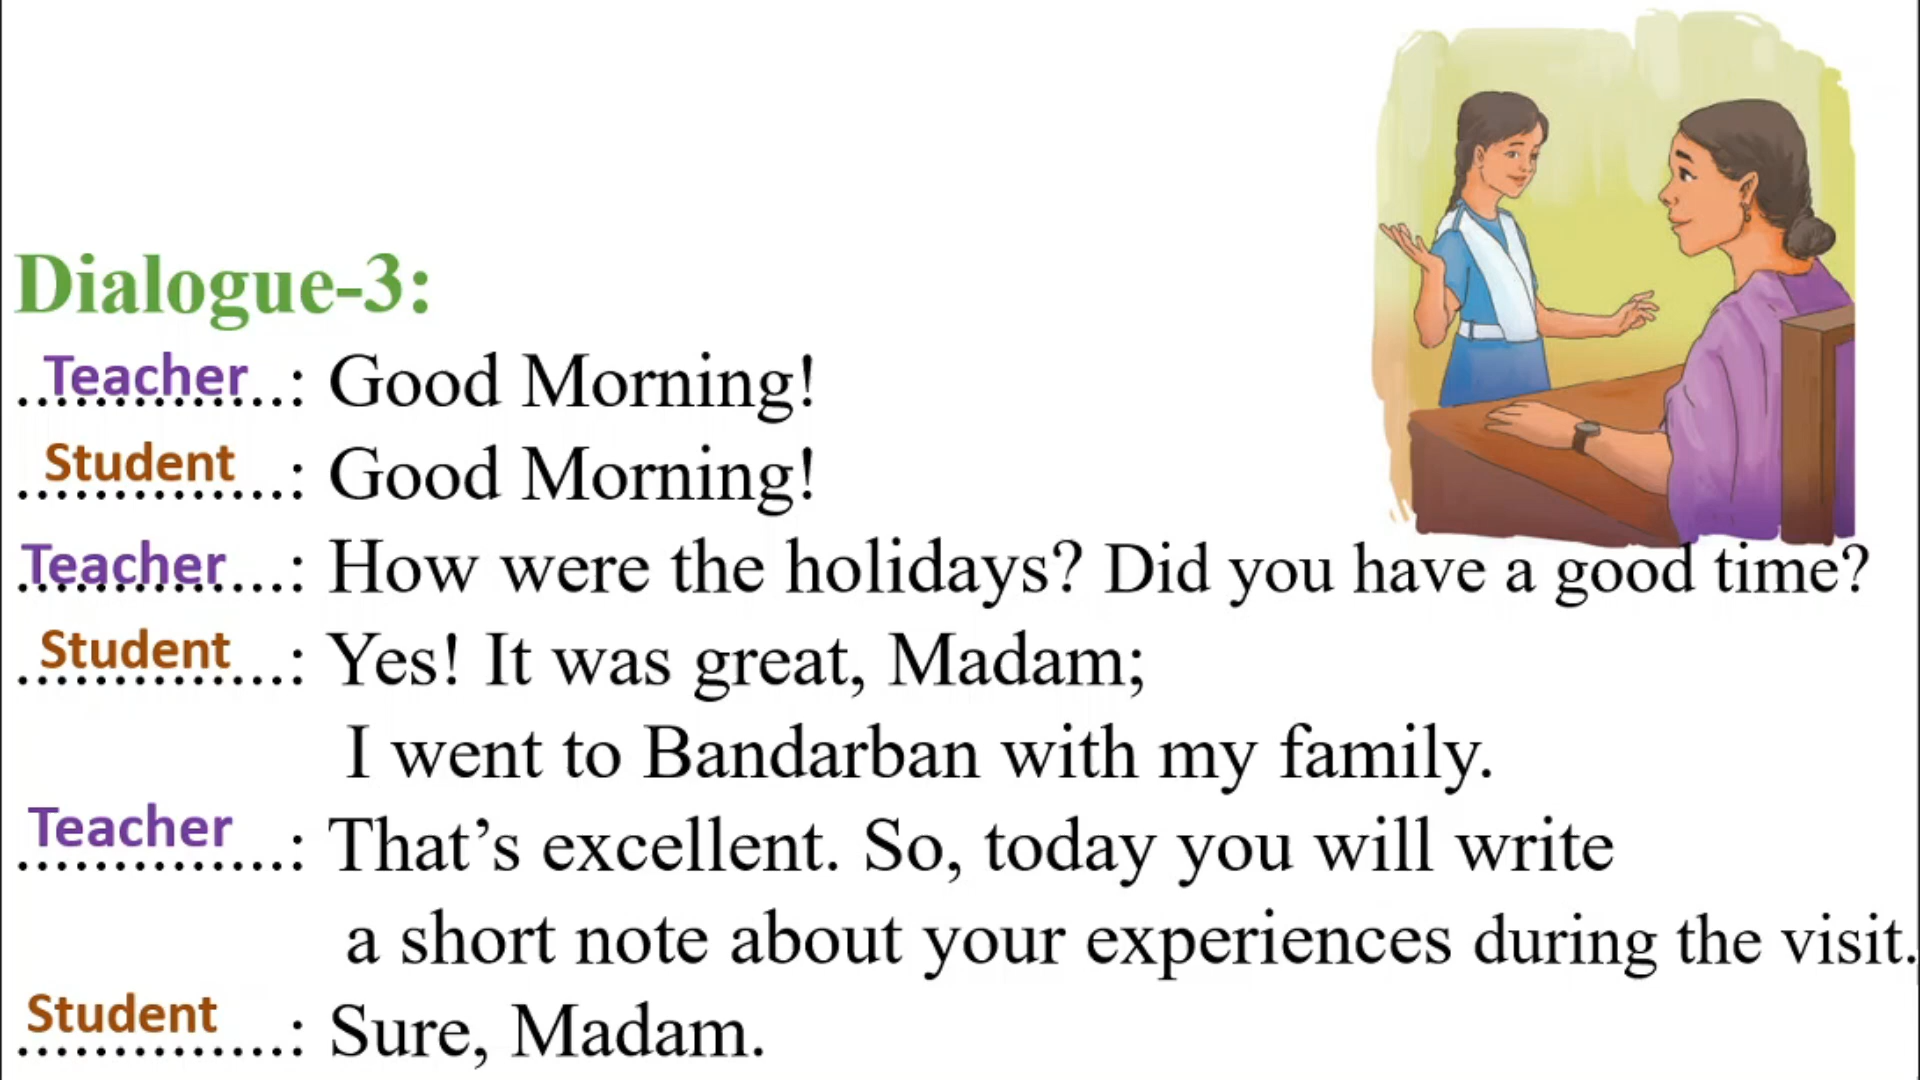 Dialogue-3:
..Teacher...: Good Morning!
..Student...: Good Morning!
Teacher...: How were the holidays? Did you have a good time?
..Student...: Yes! It was great, Madam;
I went to Bandarban with my family.
Teacher...: That’s excellent. So, today you will write
a short note about your experiences during the visit.
Student...: Sure, Madam.